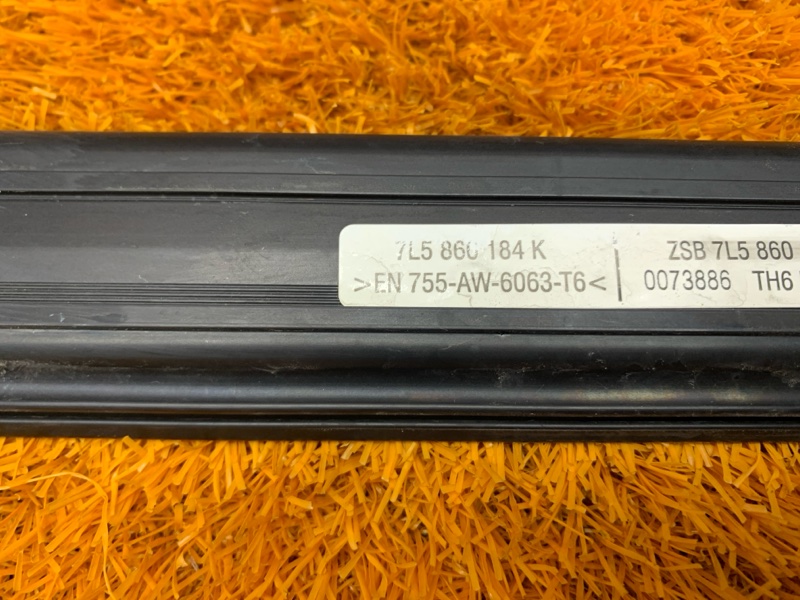 7L5 860 184 K
>EN 755-AW-6063-T6<
ZSB 7L5 860
0073886 TH6